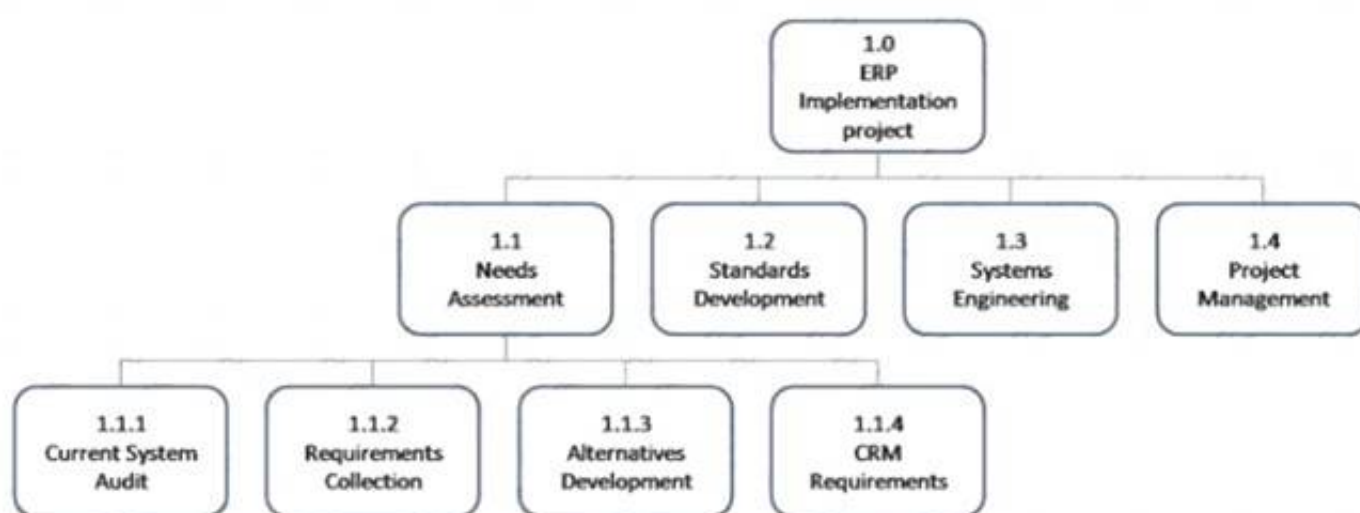 1.0
ERP
Implementation
project
1.1
Needs
Assessment
1.2
Standards
Development
1.3
Systems
Engineering
1.4
Project
Management
1.1.1
Current System
Audit
1.1.2
Requirements
Collection
1.1.3
Alternatives
Development
1.1.4
CRM
Requirements